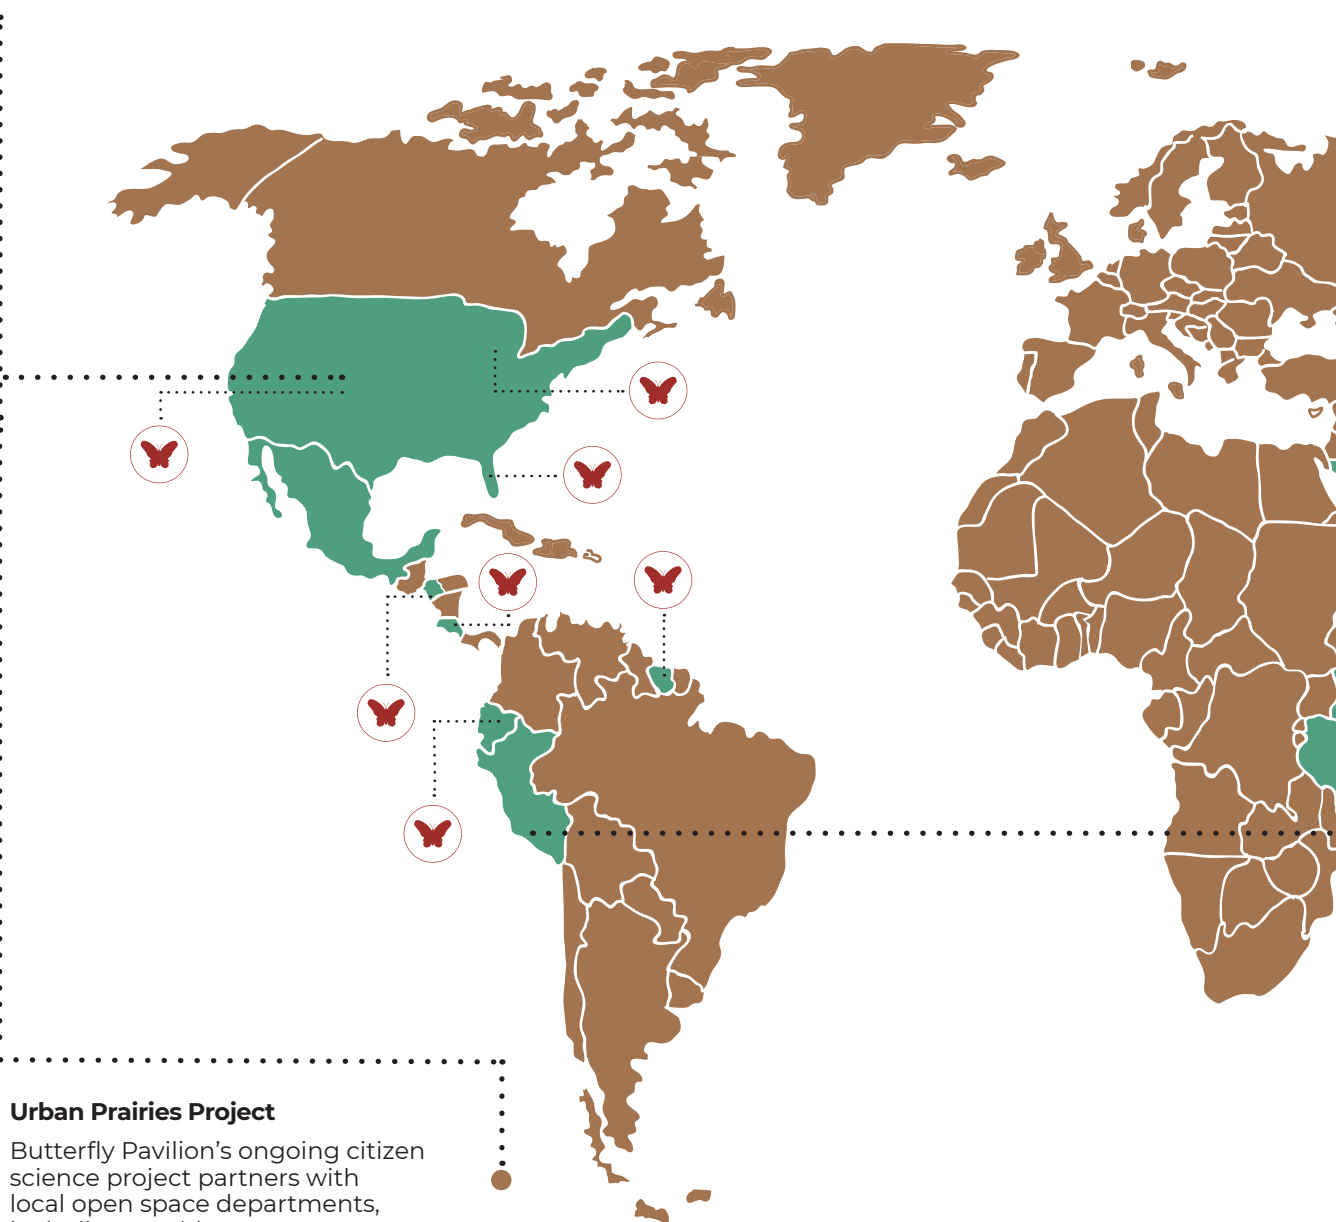 Urban Prairies Project
Butterfly Pavilion’s ongoing citizen
science project partners with
local open space departments,